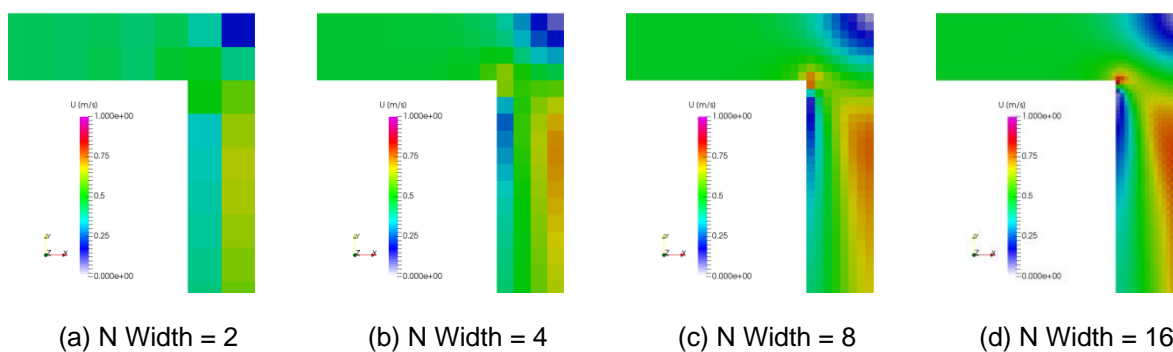 U (m/s)
1.000e+00
0.75
0.5
0.25
0.000e+00
Y
Z X
U (m/s)
1.000e+00
0.75
0.5
0.25
0.000e+00
Y
Z X
U (m/s)
1.000e+00
0.75
0.5
0.25
0.000e+00
Y
Z X
U (m/s)
1.000e+00
0.75
0.5
0.25
0.000e+00
Y
Z X
(a) N Width = 2
(b) N Width = 4
(c) N Width = 8
(d) N Width = 16